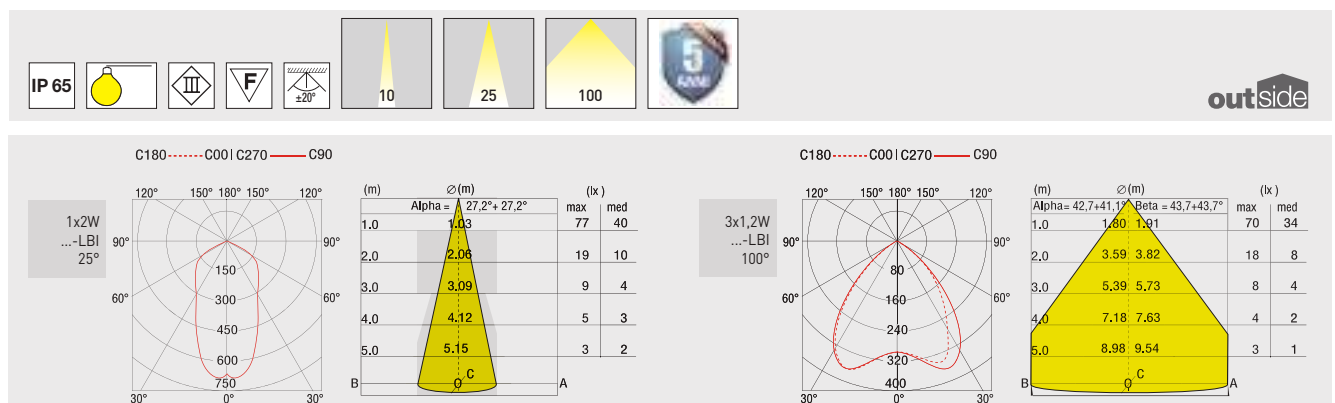 IP 65
III
F
±20°
10
25
100
5
outside
C180 C00 C270 C90
1x2W
...-LBI
25°
120° 150° 180° 150° 120°
90° 90°
60° 60°
150
300
450
600
750
30° 0° 30°
(m) ∅(m) (lx)
Alpha = 27,2°+ 27,2° max med
1.0 1.03 77 40
2.0 2.06 19 10
3.0 3.09 9 4
4.0 4.12 5 3
5.0 5.15 3 2
C
B O A
C180 C00 C270 C90
3x1,2W
...-LBI
100°
120° 150° 180° 150° 120°
90° 90°
60° 60°
80
160
240
320
400
30° 0° 30°
(m) ∅(m) (lx)
Alpha= 42,7+41,1° Beta = 43,7+43,7° max med
1.0 1.80 1.91 70 34
2.0 3.59 3.82 18 8
3.0 5.39 5.73 8 4
4.0 7.18 7.63 4 2
5.0 8.98 9.54 3 1
C
B O A